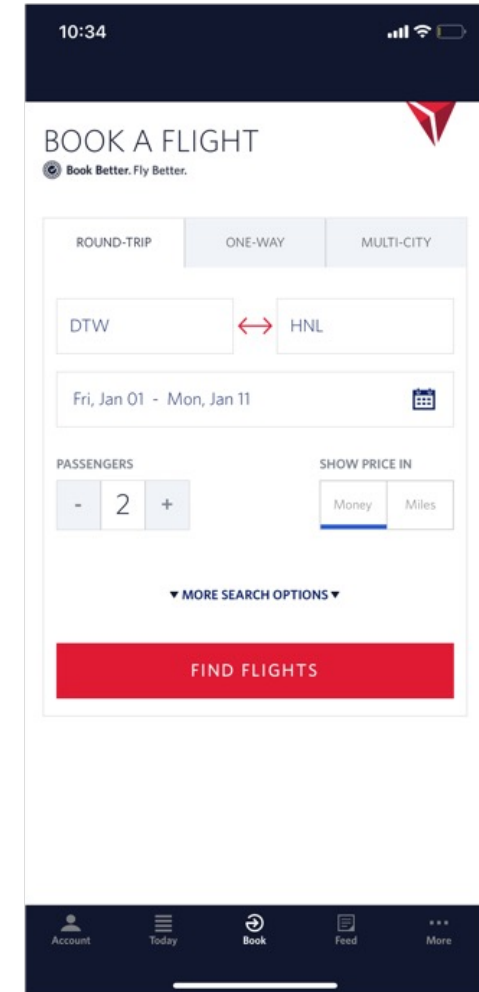 10:34
BOOK A FLIGHT
Book Better. Fly Better.
ROUND-TRIP ONE-WAY MULTI-CITY
DTW HNL
Fri, Jan 01 - Mon, Jan 11
PASSENGERS SHOW PRICE IN
- 2 + Money Miles
▼ MORE SEARCH OPTIONS ▼
FIND FLIGHTS
Account Today Book Feed More